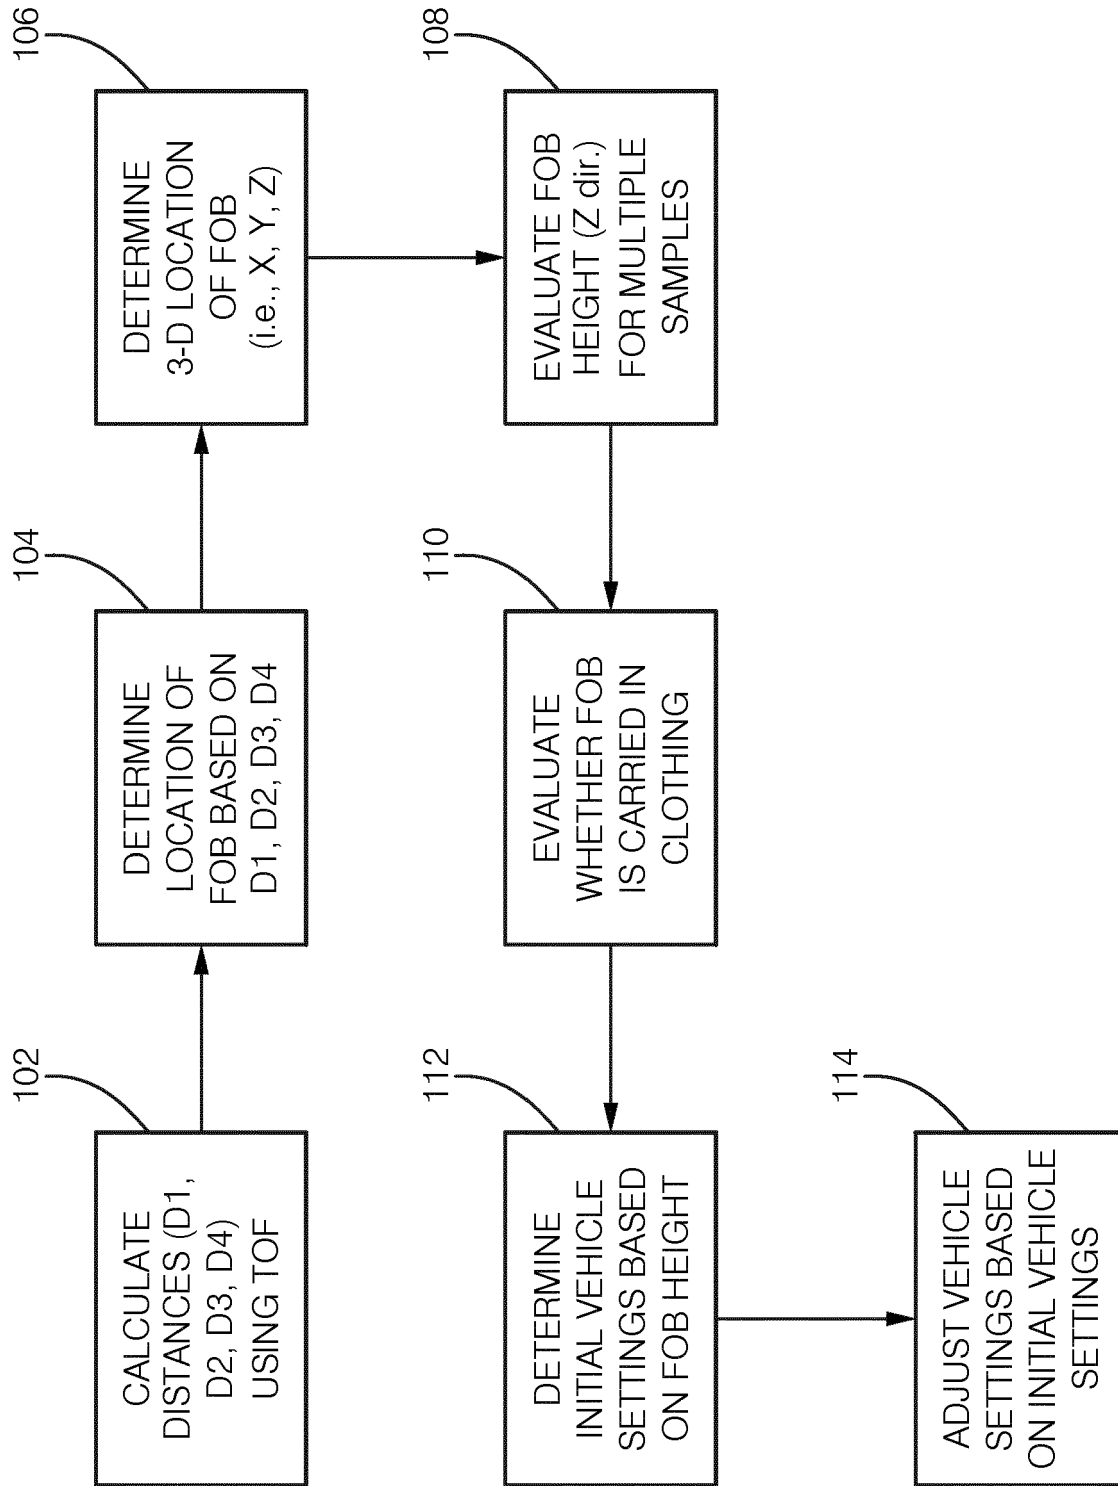 102
CALCULATE
DISTANCES (D1,
D2, D3, D4)
USING TOF
104
DETERMINE
LOCATION OF
FOB BASED ON
D1, D2, D3, D4
106
DETERMINE
3-D LOCATION
OF FOB
(i.e., X, Y, Z)
108
EVALUATE FOB
HEIGHT (Z dir.)
FOR MULTIPLE
SAMPLES
110
EVALUATE
WHETHER FOB
IS CARRIED IN
CLOTHING
112
DETERMINE
INITIAL VEHICLE
SETTINGS BASED
ON FOB HEIGHT
114
ADJUST VEHICLE
SETTINGS BASED
ON INITIAL VEHICLE
SETTINGS